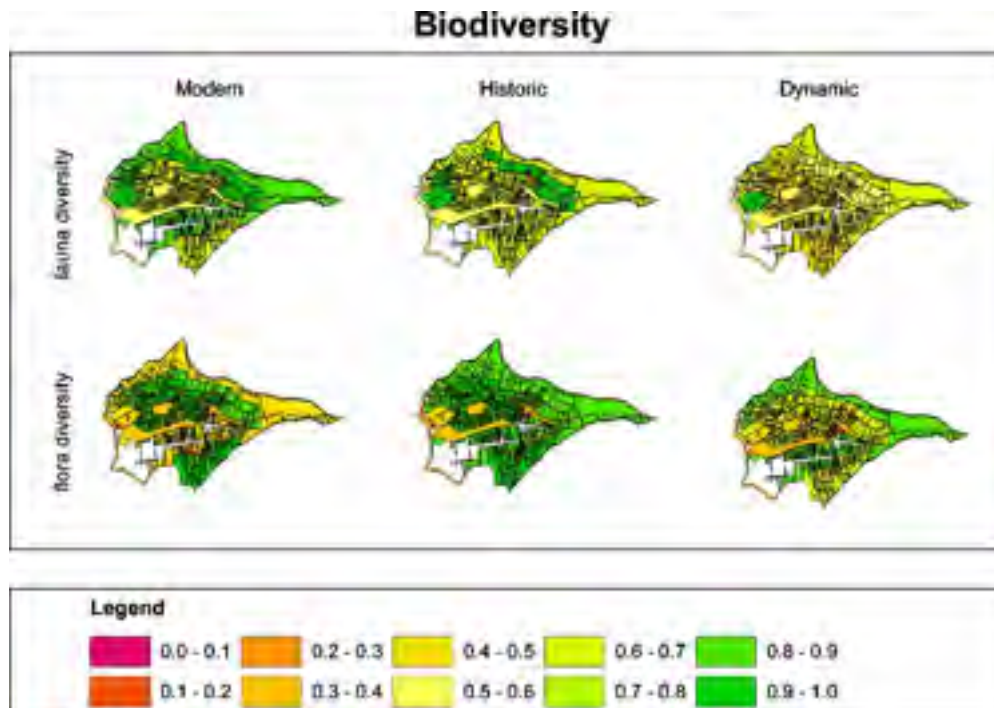 Biodiversity
Modern Historic Dynamic
fauna diversity
flora diversity
Legend
0.0 - 0.1 0.2 - 0.3 0.4 - 0.5 0.6 - 0.7 0.8 - 0.9
0.1 - 0.2 0.3 - 0.4 0.5 - 0.6 0.7 - 0.8 0.9 - 1.0